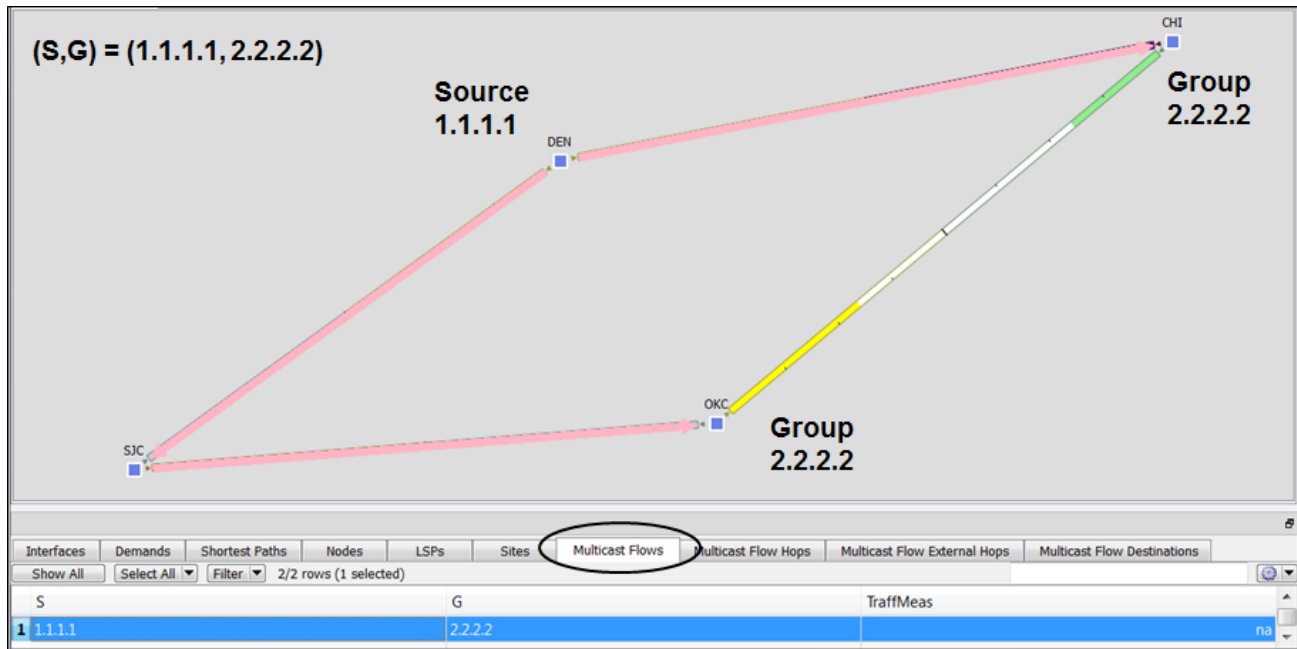 (S,G) = (1.1.1.1, 2.2.2.2)
CHI
Source
1.1.1.1
Group
2.2.2.2
DEN
OKC
Group
2.2.2.2
SJC
Interfaces Demands Shortest Paths Nodes LSPs Sites Multicast Flows Multicast Flow Hops Multicast Flow External Hops Multicast Flow Destinations
Show All Select All Filter 2/2 rows (1 selected)
S G TraffMeas
1 1.1.1.1 2.2.2.2 na